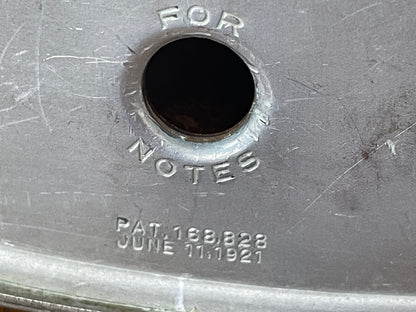 FOR
NOTES
PAT. 168,828
JUNE 11, 1921